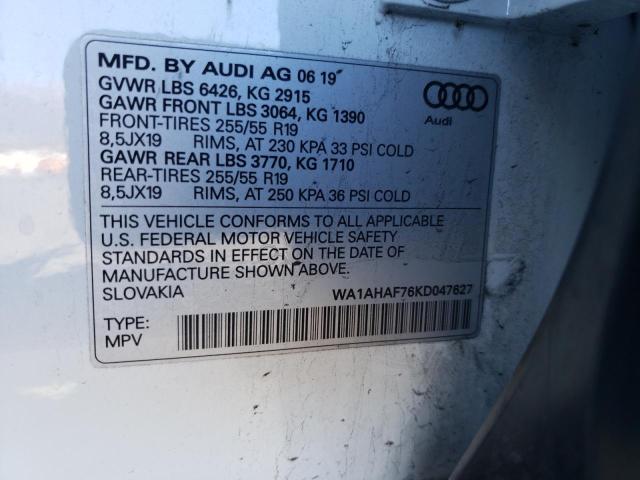 MFD. BY AUDI AG 06 19
GVWR LBS 6426, KG 2915
GAWR FRONT LBS 3064, KG 1390
FRONT-TIRES 255/55 R19
8,5JX19 RIMS, AT 230 KPA 33 PSI COLD
GAWR REAR LBS 3770, KG 1710
REAR-TIRES 255/55 R19
8,5JX19 RIMS, AT 250 KPA 36 PSI COLD
Audi
THIS VEHICLE CONFORMS TO ALL APPLICABLE
U.S. FEDERAL MOTOR VEHICLE SAFETY
STANDARDS IN EFFECT ON THE DATE OF
MANUFACTURE SHOWN ABOVE.
SLOVAKIA WA1AHAF76KD047627
TYPE:
MPV